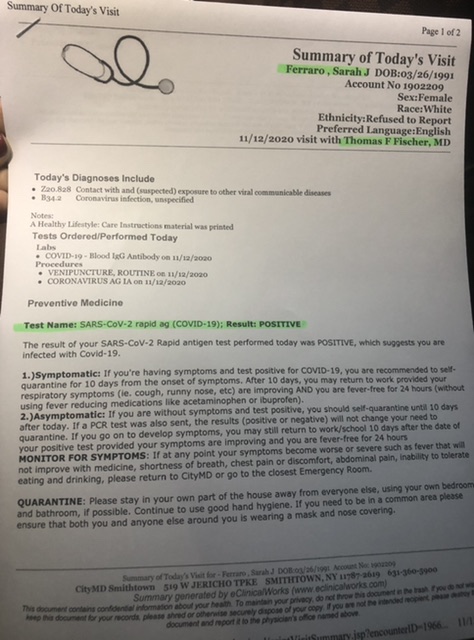 Summary Of Today's Visit
Page 1 of 2
Summary of Today's Visit
Ferraro , Sarah J DOB:03/26/1991
Account No 1902209
Sex:Female
Race:White
Ethnicity:Refused to Report
Preferred Language:English
11/12/2020 visit with Thomas F Fischer, MD
Today's Diagnoses Include
• Z20.828 Contact with and (suspected) exposure to other viral communicable diseases
• B34.2 Coronavirus infection, unspecified
Notes:
A Healthy Lifestyle: Care Instructions material was printed
Tests Ordered/Performed Today
Labs
• COVID-19 - Blood IgG Antibody on 11/12/2020
Procedures
• VENIPUNCTURE, ROUTINE on 11/12/2020
• CORONAVIRUS AG IA on 11/12/2020
Preventive Medicine
Test Name: SARS-CoV-2 rapid ag (COVID-19); Result: POSITIVE
The result of your SARS-CoV-2 Rapid antigen test performed today was POSITIVE, which suggests you are
infected with Covid-19.
1.)Symptomatic: If you're having symptoms and test positive for COVID-19, you are recommended to self-
quarantine for 10 days from the onset of symptoms. After 10 days, you may return to work provided your
respiratory symptoms (ie. cough, runny nose, etc) are improving AND you are fever-free for 24 hours (without
using fever reducing medications like acetaminophen or ibuprofen).
2.)Asymptomatic: If you are without symptoms and test positive, you should self-quarantine until 10 days
after today. If a PCR test was also sent, the results (positive or negative) will not change your need to
quarantine. If you go on to develop symptoms, you may still return to work/school 10 days after the date of
your positive test provided your symptoms are improving and you are fever-free for 24 hours
MONITOR FOR SYMPTOMS: If at any point your symptoms become worse or severe such as fever that will
not improve with medicine, shortness of breath, chest pain or discomfort, abdominal pain, inability to tolerate
eating and drinking, please return to CityMD or go to the closest Emergency Room.
QUARANTINE: Please stay in your own part of the house away from everyone else, using your own bedroom
and bathroom, if possible. Continue to use good hand hygiene. If you need to be in a common area please
ensure that both you and anyone else around you is wearing a mask and nose covering.
Summary of Today's Visit for - Ferraro , Sarah J DOB:03/26/1991 Account No. 1902209
CityMD Smithtown 519 W JERICHO TPKE SMITHTOWN, NY 11787-2619 631-360-5900
Summary generated by eClinicalWorks (www.eclinicalworks.com)
This document contains confidential information about your health. To maintain your privacy, do not throw this document in the trash. If you do not wish
keep this document for your records, please shred or otherwise securely dispose of your copy. If you are not the intended recipient, please destroy
document and report it to the physician's office named above.
Summary.jsp?encounterID=1966... 11/1